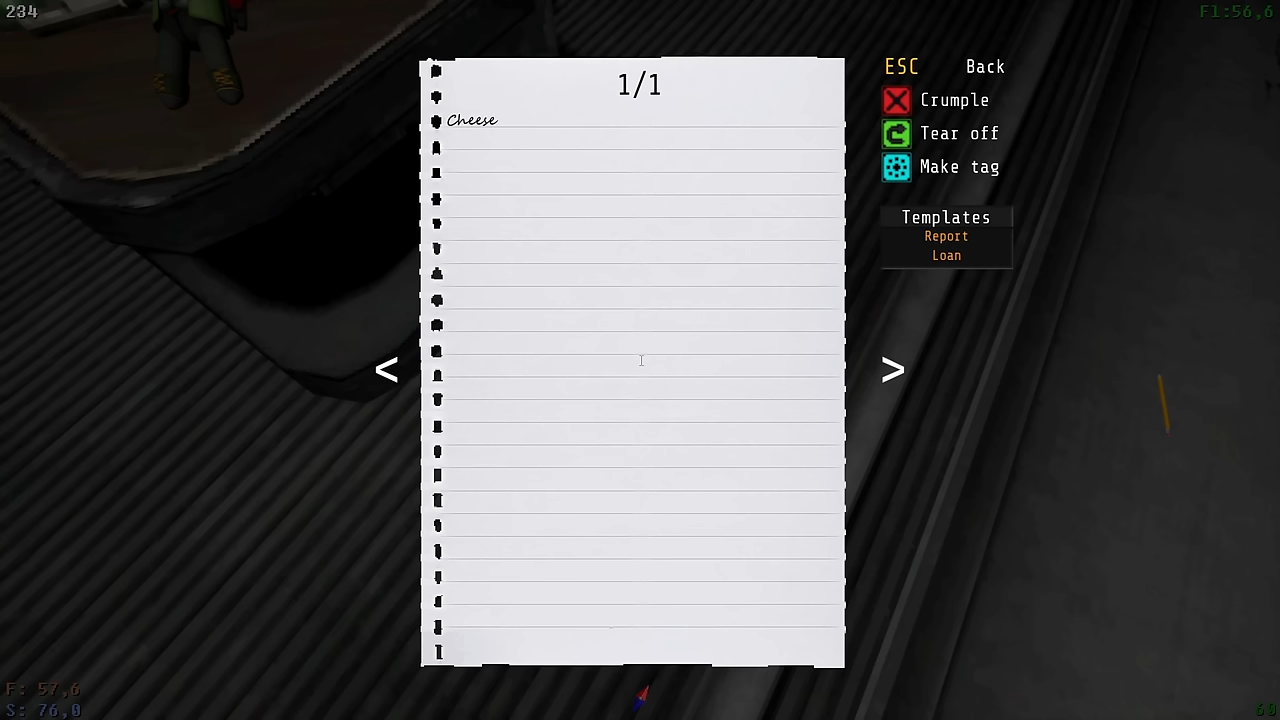 234
F1:56,6
1/1
ESC Back
Cheese
Crumple
Tear off
Make tag
Templates
Report
Loan
<
>
F: 57,6
S: 76,0
60